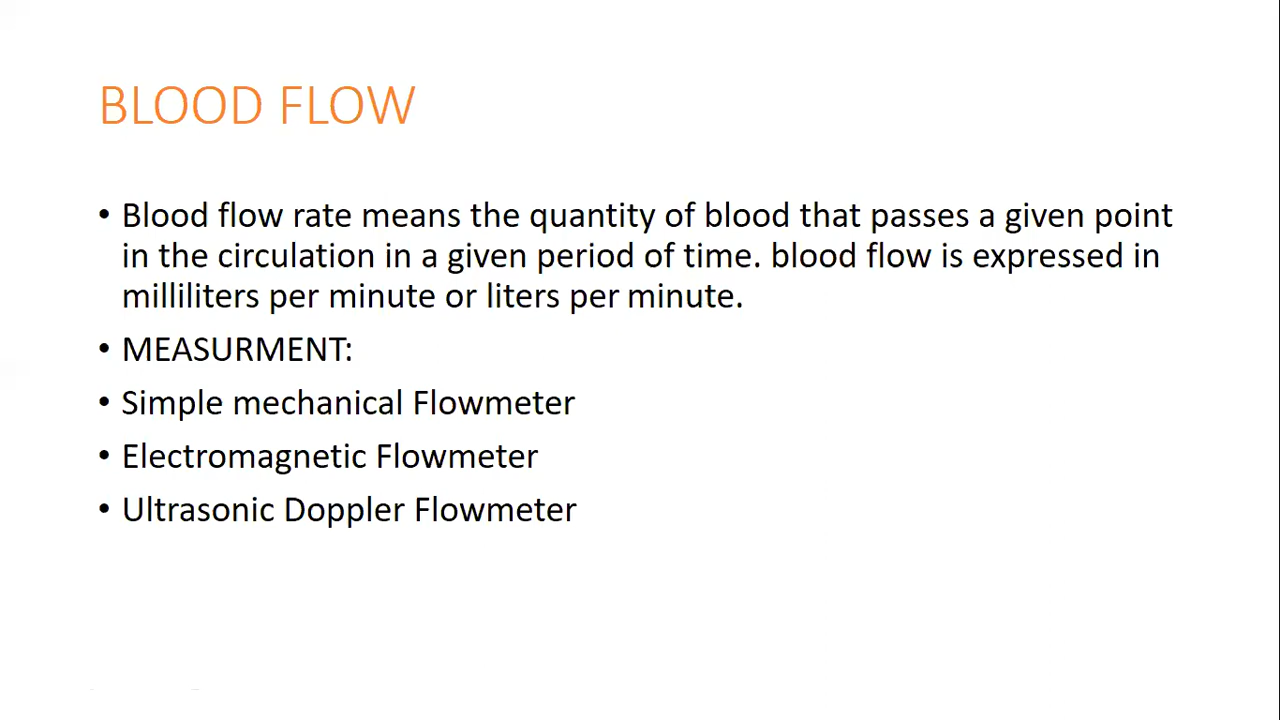 BLOOD FLOW
• Blood flow rate means the quantity of blood that passes a given point
in the circulation in a given period of time. blood flow is expressed in
milliliters per minute or liters per minute.
• MEASURMENT:
• Simple mechanical Flowmeter
• Electromagnetic Flowmeter
• Ultrasonic Doppler Flowmeter